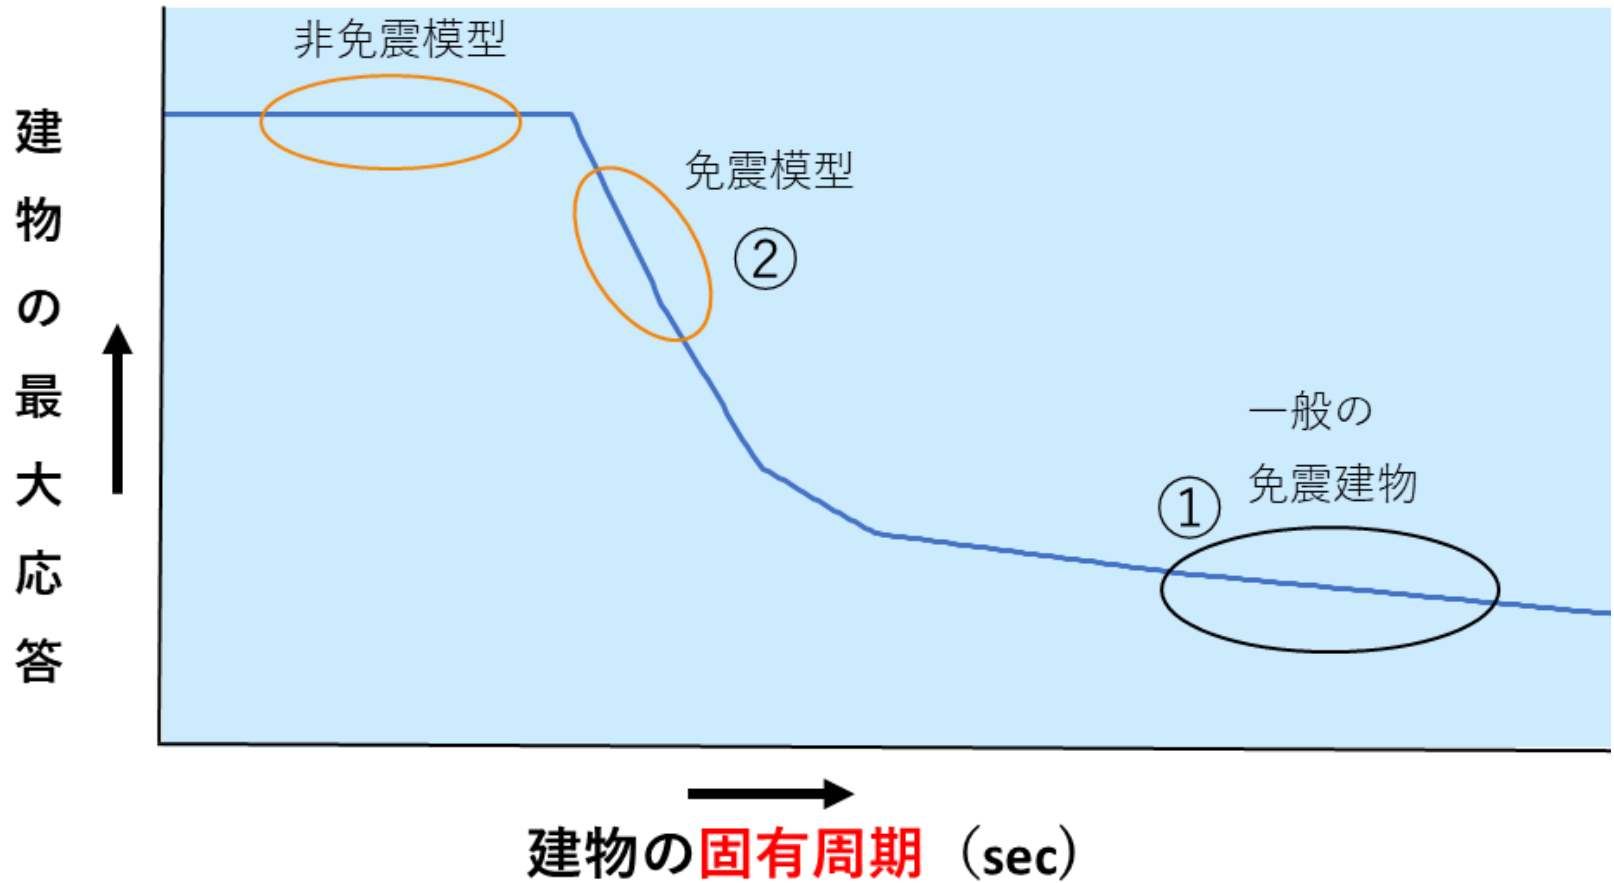 非免震模型
免震模型
②
一般の
免震建物
①
建物の最大応答
建物の固有周期（sec）